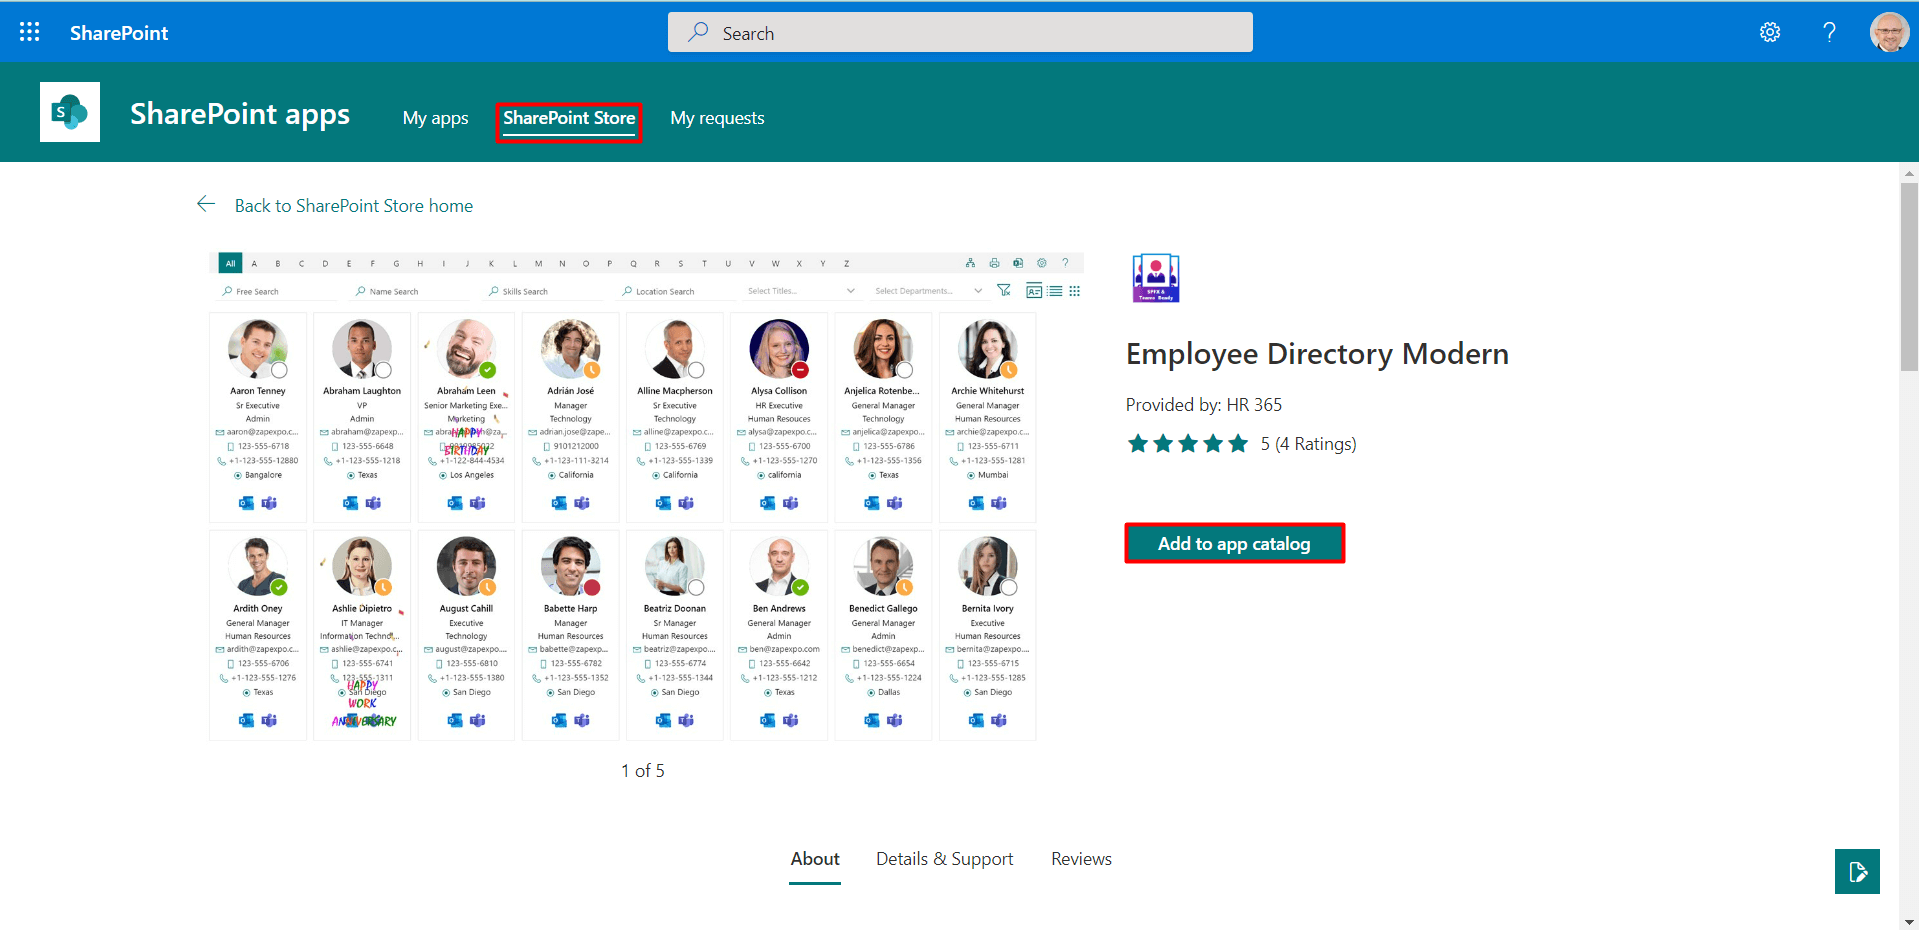 SharePoint
Search
?
S
SharePoint apps
My apps
SharePoint Store
My requests
Back to SharePoint Store home
All A B C D E F G H I J K L M N O P Q R S T U V W X Y Z ?
Free Search Name Search Skills Search Location Search Select Titles... Select Departments...
Aaron Tenney Abraham Laughton Abraham Leen Adrián José Alline Macpherson Alysa Collison Anjelica Rotenbe... Archie Whitehurst
Sr Executive VP Senior Marketing Exe... Manager Sr Executive HR Executive General Manager General Manager
Admin Admin Marketing Technology Technology Human Resouces Technology Human Resources
aaron@zapexpo.c... abraham@zapexpo... adrian.jose@zape... alline@zapexpo.c... alysa@zapexpo.c... anjelica@zapexpo... archie@zapexpo.c...
HAPPY
123-555-6718 123-555-6648 9101212000 123-555-6769 123-555-6700 123-555-6786 123-555-6711
BIRTHDAY
+1-123-555-12880 +1-123-555-1218 +1-122-844-4534 +1-123-111-3214 +1-123-555-1339 +1-123-555-1270 +1-123-555-1356 +1-123-555-1281
Bangalore Texas Los Angeles California California california Texas Mumbai
Ardith Oney Ashlie Dipietro August Cahill Babette Harp Beatriz Doonan Ben Andrews Benedict Gallego Bernita Ivory
General Manager IT Manager Executive Manager Sr Manager General Manager General Manager Executive
Human Resources Information Technol... Technology Human Resources Human Resources Admin Admin Human Resources
ardith@zapexpo.c... ashlie@zapexpo.c... august@zapexpo.... babette@zapexp... beatriz@zapexpo.... ben@zapexpo.com benedict@zapexp... bernita@zapexpo....
123-555-6706 123-555-6741 123-555-6810 123-555-6782 123-555-6774 123-555-6642 123-555-6654 123-555-6715
+1-123-555-1276 123-555-1311 +1-123-555-1380 +1-123-555-1352 +1-123-555-1344 +1-123-555-1212 +1-123-555-1224 +1-123-555-1285
HAPPY
Texas San Diego San Diego San Diego San Diego Texas Dallas San Diego
WORK
ANNIVERSARY
1 of 5
SPFX &
Teams Ready
Employee Directory Modern
Provided by: HR 365
5 (4 Ratings)
Add to app catalog
About
Details & Support
Reviews